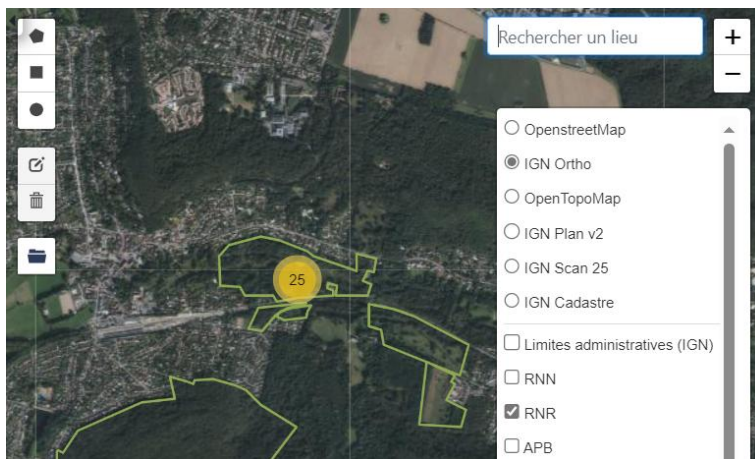 Rechercher un lieu
+
−
OpenstreetMap
IGN Ortho
OpenTopoMap
IGN Plan v2
IGN Scan 25
IGN Cadastre
Limites administratives (IGN)
RNN
RNR
APB
25